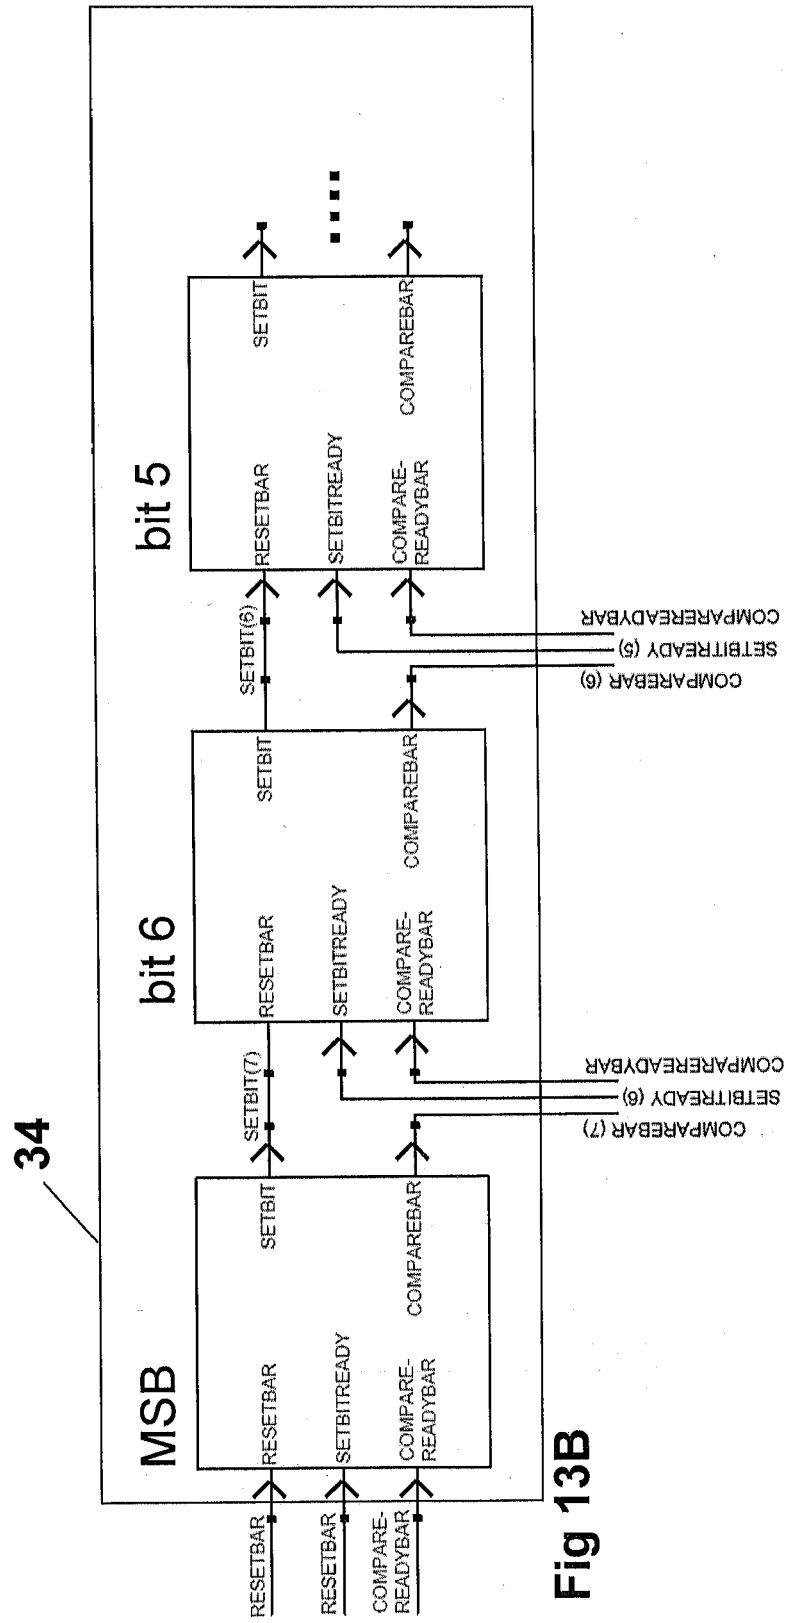 34
MSB
bit 6
bit 5
RESETBAR
RESETBAR
SETBIT
SETBIT(7)
RESETBAR
SETBIT
SETBIT(6)
RESETBAR
SETBIT
RESETBAR
SETBITREADY
SETBITREADY
SETBITREADY
COMPARE-
READYBAR
COMPARE-
READYBAR
COMPAREBAR
COMPARE-
READYBAR
COMPAREBAR
COMPARE-
READYBAR
COMPAREBAR
COMPAREBAR (7)
SETBITREADY (6)
COMPAREREADYBAR
COMPAREBAR (6)
SETBITREADY (5)
COMPAREREADYBAR
Fig 13B